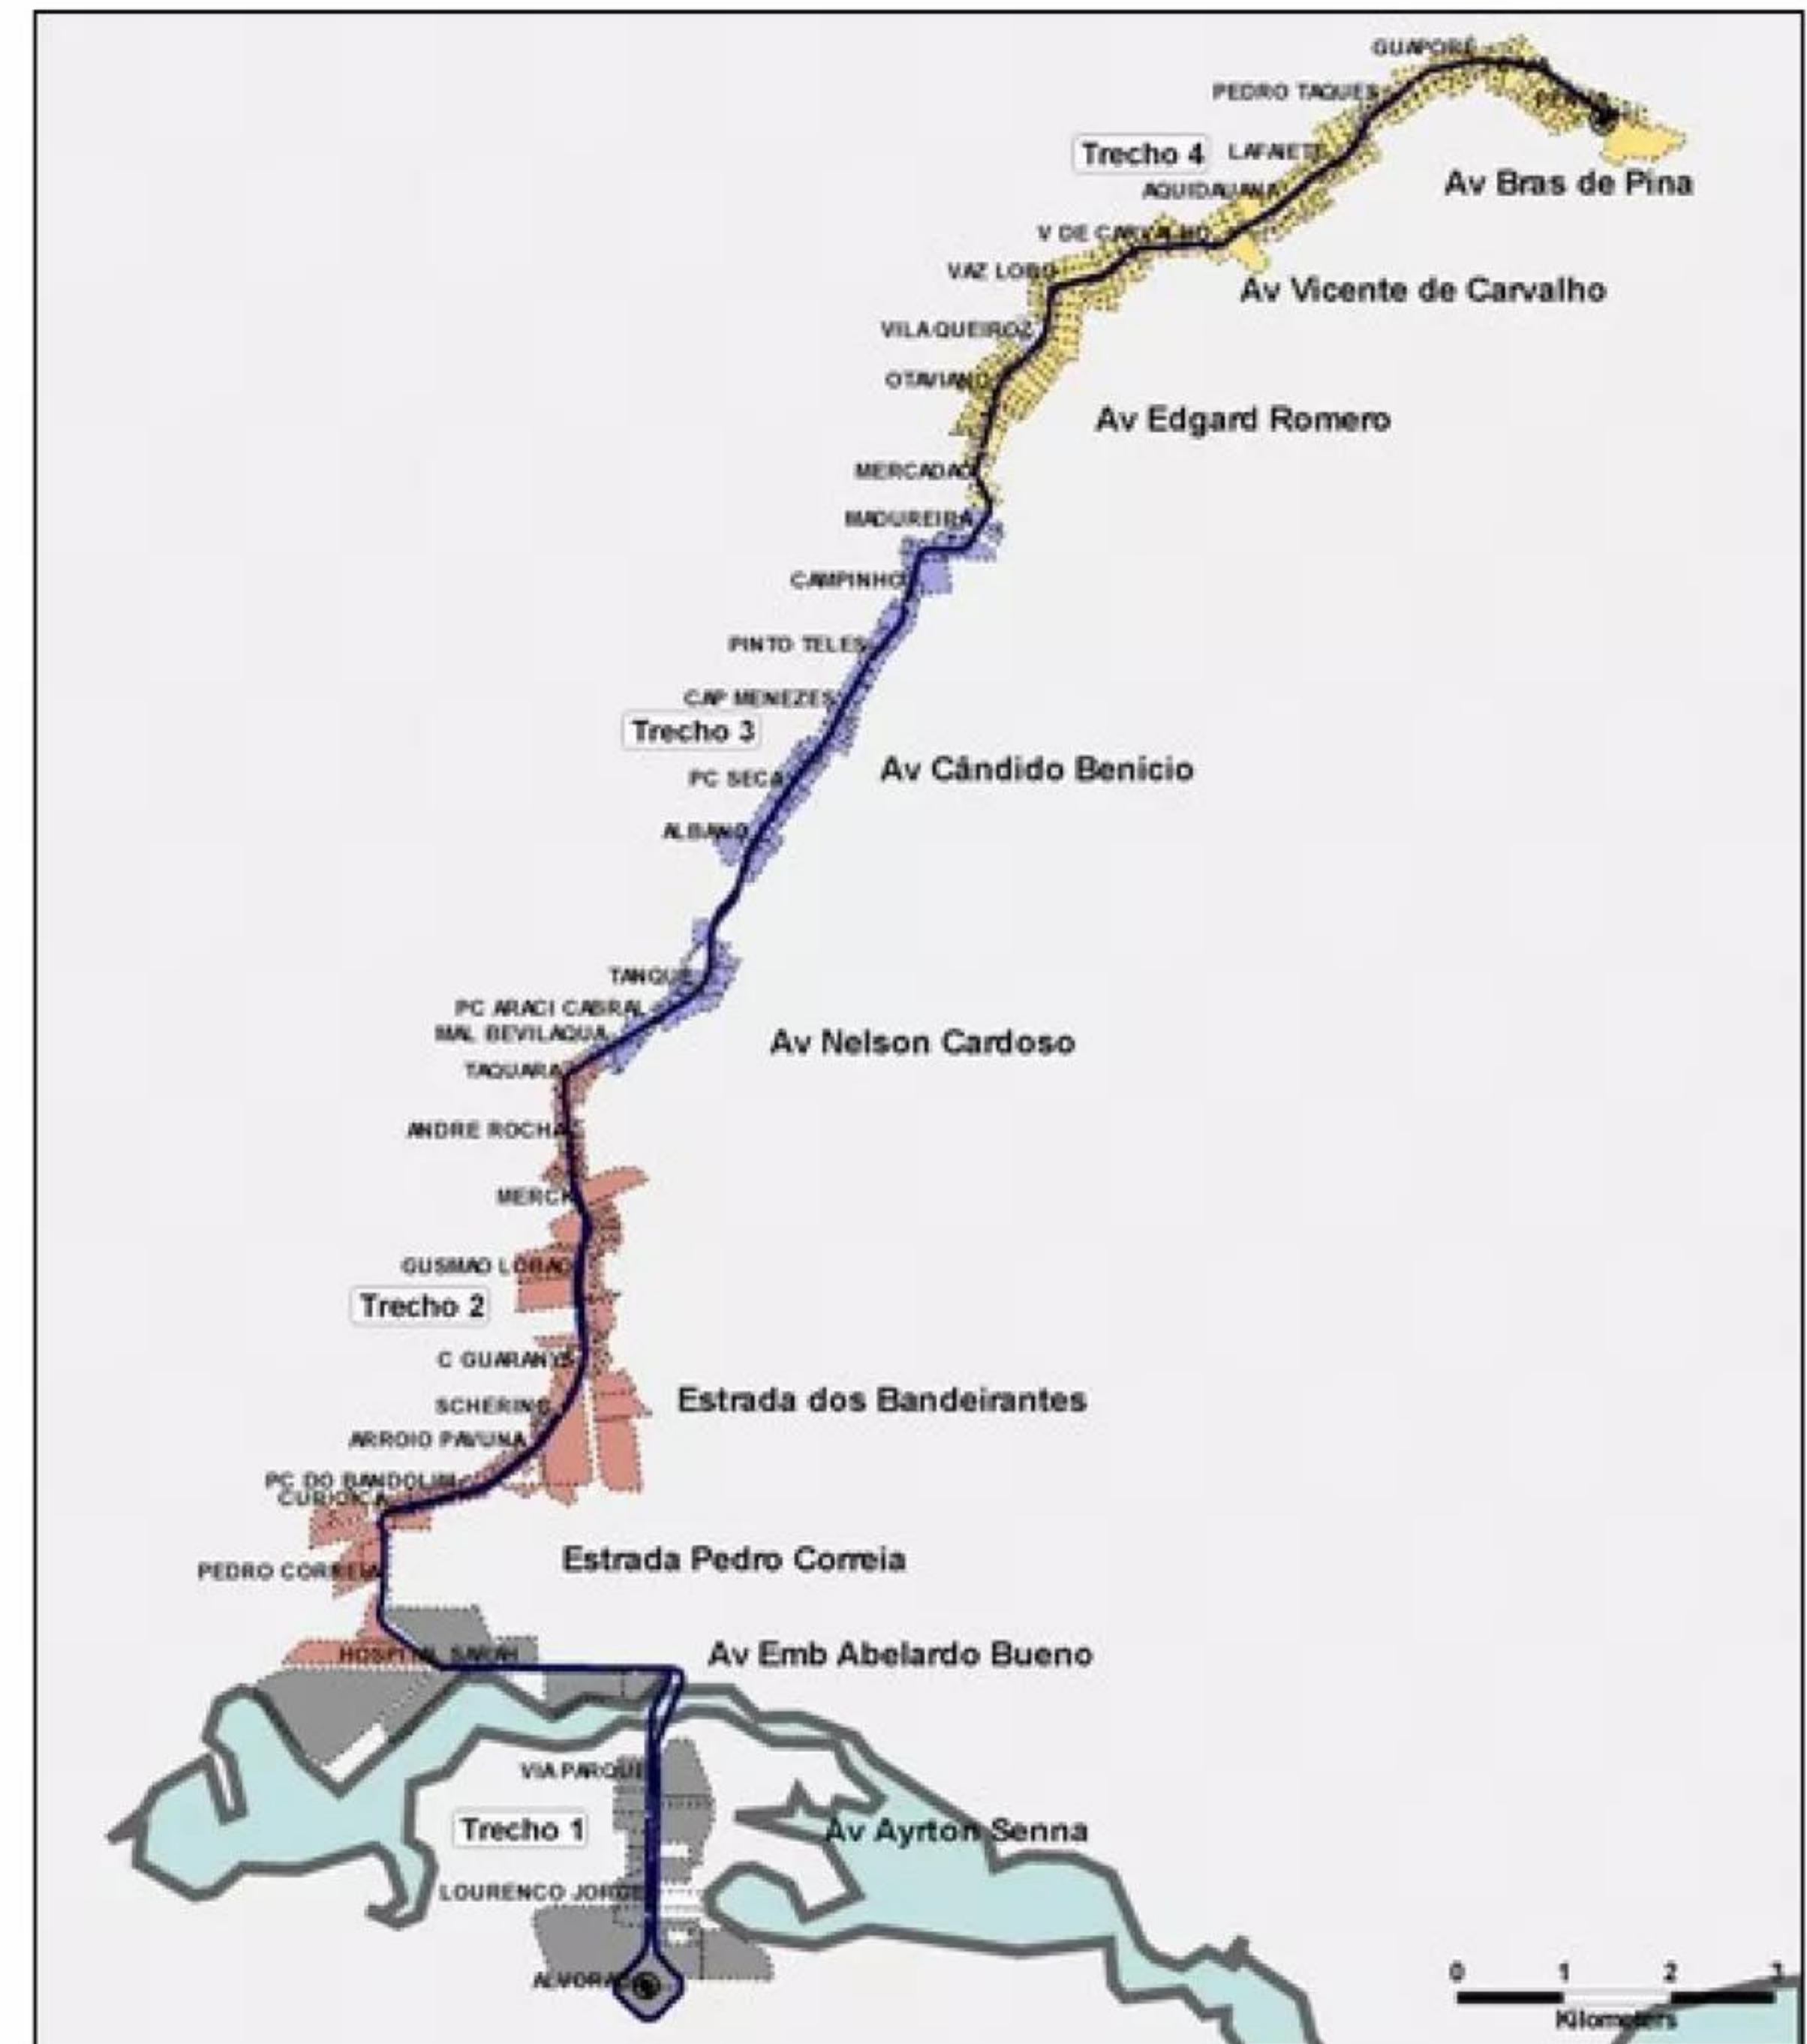 GUAPORÉ
PEDRO TAQUES
PENHA
Trecho 4
LAFAIETE
Av Bras de Pina
AQUIDAUANA
V DE CARVALHO
VAZ LOBO
Av Vicente de Carvalho
VILA QUEIROZ
OTAVIANO
Av Edgard Romero
MERCADAO
MADUREIRA
CAMPINHO
PINTO TELES
CAP MENEZES
Trecho 3
Av Cândido Benício
PC SECA
ALBANO
TANQUE
PC ARACI CABRAL
MAL BEVILAQUA
Av Nelson Cardoso
TAQUARA
ANDRE ROCHA
MERCK
GUSMAO LOBAO
Trecho 2
C GUARANYS
SCHERING
Estrada dos Bandeirantes
ARROIO PAVUNA
PC DO BANDOLIM
CURICICA
Estrada Pedro Correia
PEDRO CORREIA
HOSPITAL SARAH
Av Emb Abelardo Bueno
VIA PARQUE
Trecho 1
Av Ayrton Senna
LOURENCO JORGE
ALVORADA
0 1 2 3
Kilometers